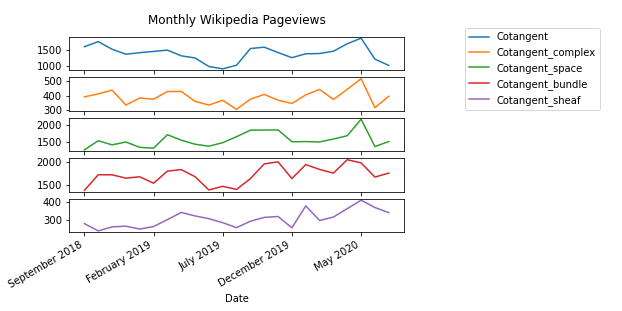 Monthly Wikipedia Pageviews
1500
1000
500
400
300
2000
1500
2000
1500
400
300
September 2018
February 2019
July 2019
December 2019
May 2020
Date
Cotangent
Cotangent_complex
Cotangent_space
Cotangent_bundle
Cotangent_sheaf